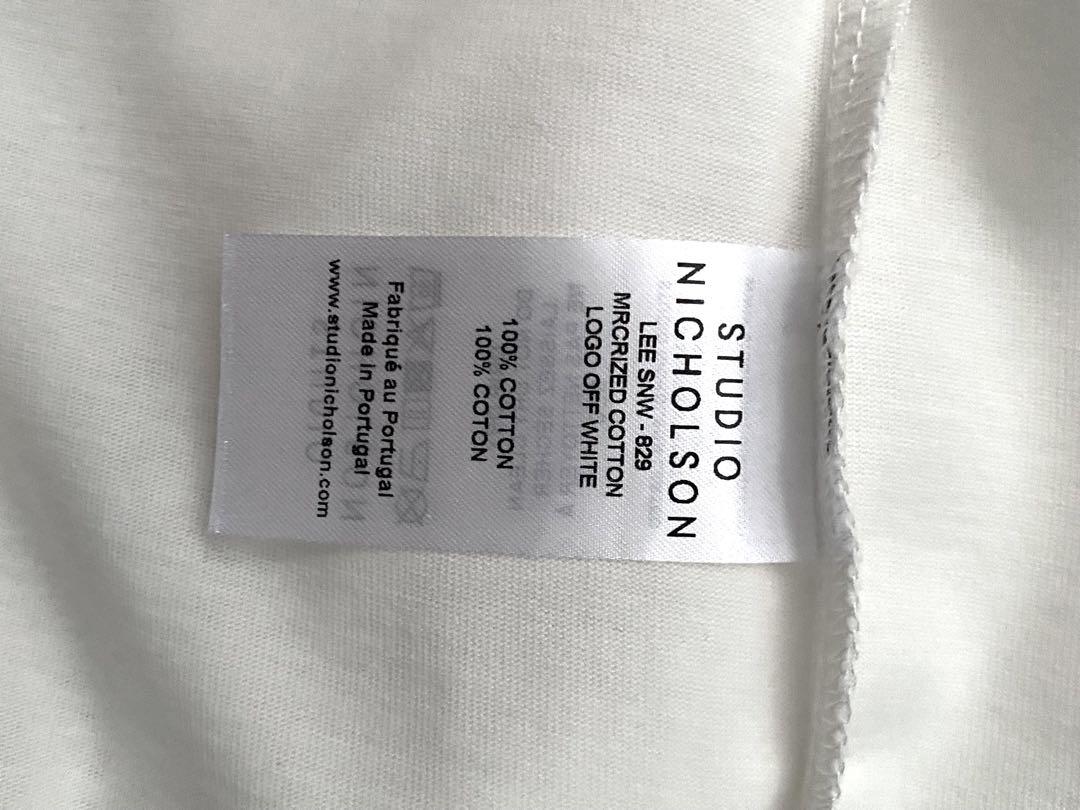 STUDIO
NICHOLSON
LEE SNW - 829
MRCRIZED COTTON
LOGO OFF WHITE
100% COTTON
100% COTON
Fabriqué au Portugal
Made in Portugal
www.studionicholson.com